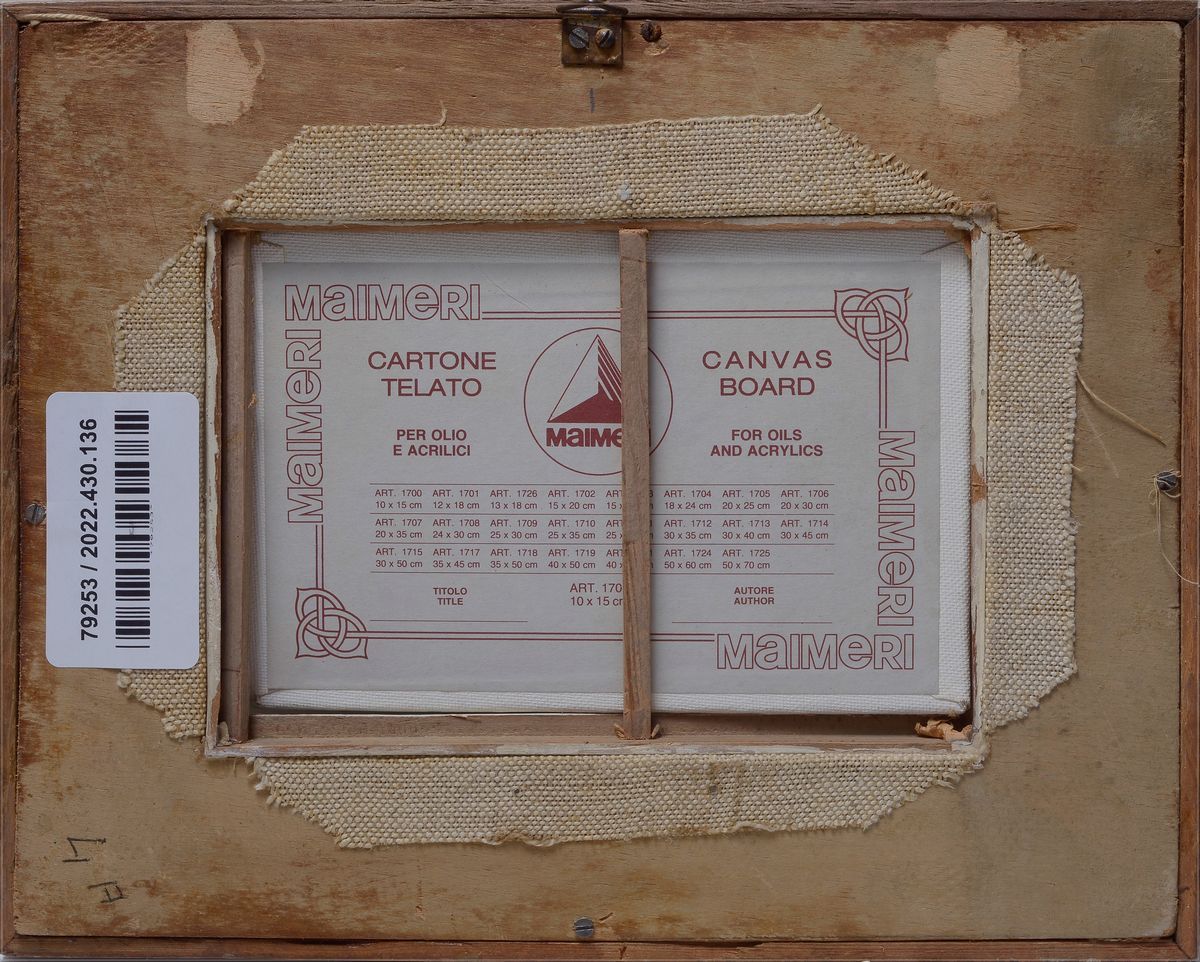 MAIMERI
MAIMERI
CARTONE
TELATO
PER OLIO
E ACRILICI
MAIME
CANVAS
BOARD
FOR OILS
AND ACRYLICS
ART. 1700 ART. 1701 ART. 1726 ART. 1702 ART. 1704 ART. 1705 ART. 1706
10 x 15 cm 12 x 18 cm 13 x 18 cm 15 x 20 cm 18 x 24 cm 20 x 25 cm 20 x 30 cm
ART. 1707 ART. 1708 ART. 1709 ART. 1710 ART. 1712 ART. 1713 ART. 1714
20 x 35 cm 24 x 30 cm 25 x 30 cm 25 x 35 cm 30 x 35 cm 30 x 40 cm 30 x 45 cm
ART. 1715 ART. 1717 ART. 1718 ART. 1719 ART. 1724 ART. 1725
30 x 50 cm 35 x 45 cm 35 x 50 cm 40 x 50 cm 50 x 60 cm 50 x 70 cm
TITOLO
TITLE
ART. 170
10 x 15 cm
AUTORE
AUTHOR
MAIMERI
MAIMERI
79253 / 2022.430.136